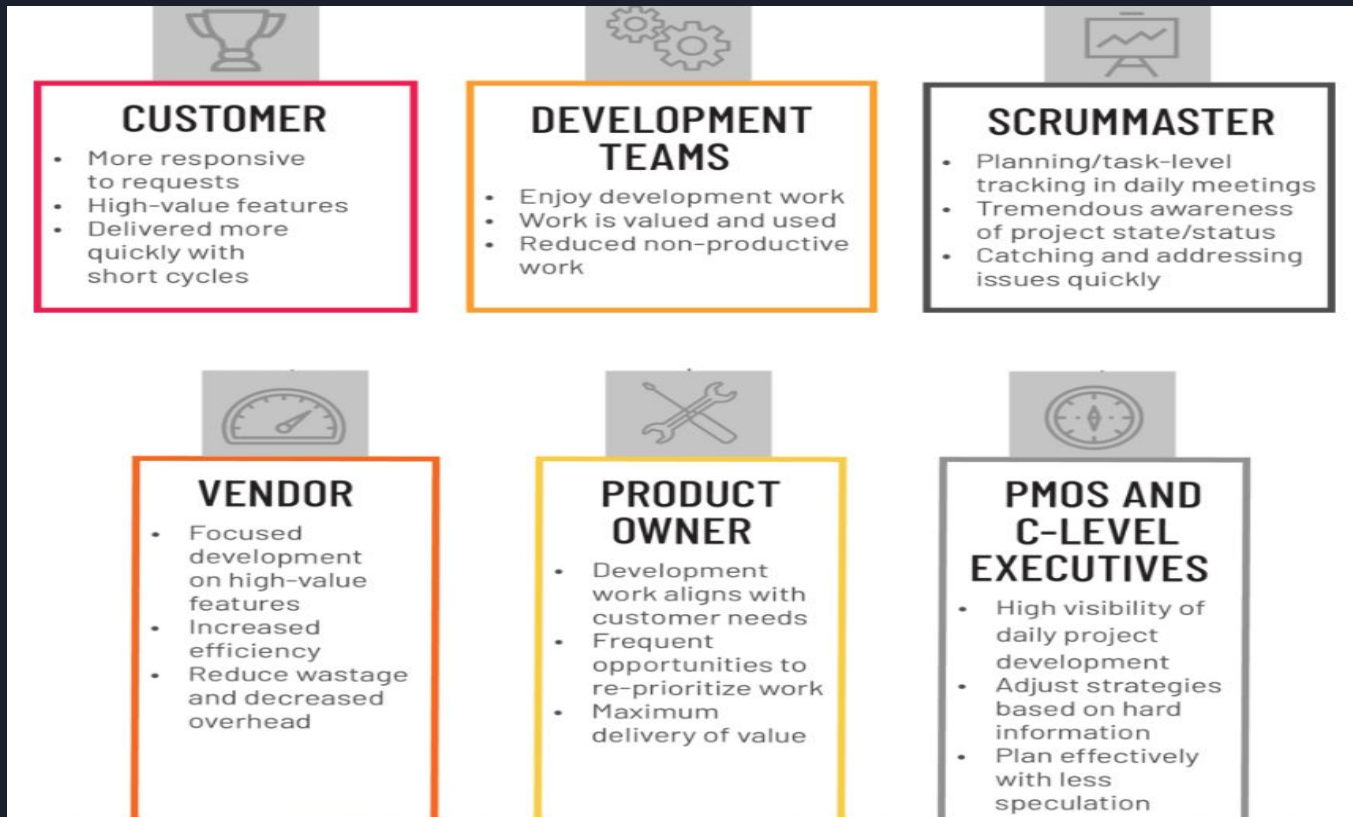 CUSTOMER
• More responsive
to requests
• High-value features
• Delivered more
quickly with
short cycles
DEVELOPMENT
TEAMS
• Enjoy development work
• Work is valued and used
• Reduced non-productive
work
SCRUMMASTER
• Planning/task-level
tracking in daily meetings
• Tremendous awareness
of project state/status
• Catching and addressing
issues quickly
VENDOR
• Focused
development
on high-value
features
• Increased
efficiency
• Reduce wastage
and decreased
overhead
PRODUCT
OWNER
• Development
work aligns with
customer needs
• Frequent
opportunities to
re-prioritize work
• Maximum
delivery of value
PMOS AND
C-LEVEL
EXECUTIVES
• High visibility of
daily project
development
• Adjust strategies
based on hard
information
• Plan effectively
with less
speculation